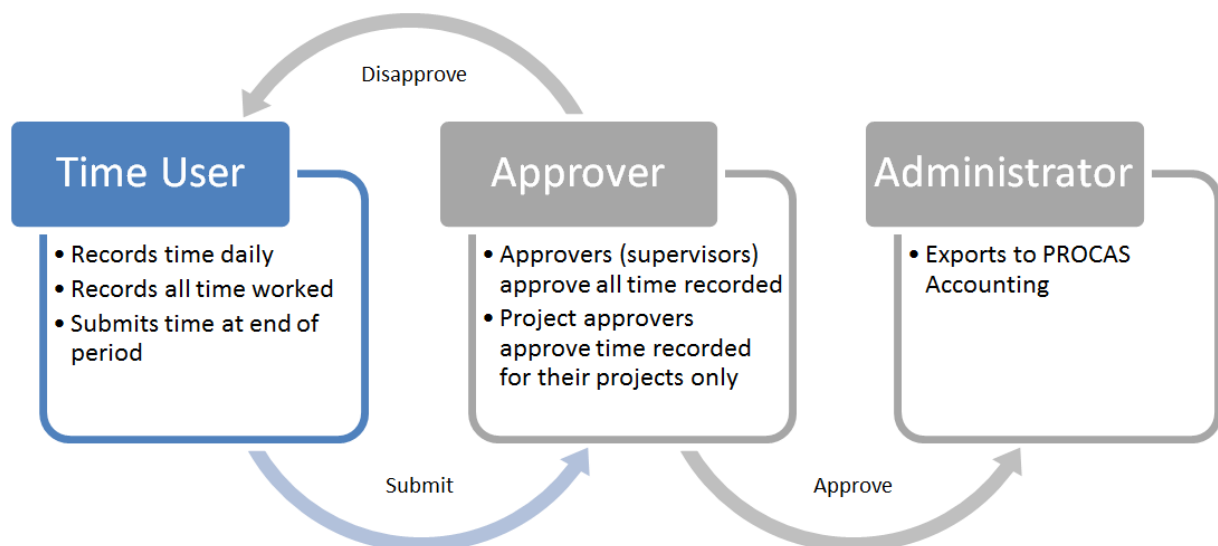 Disapprove
Time User
• Records time daily
• Records all time worked
• Submits time at end of
period
Approver
• Approvers (supervisors)
approve all time recorded
• Project approvers
approve time recorded
for their projects only
Administrator
• Exports to PROCAS
Accounting
Submit
Approve